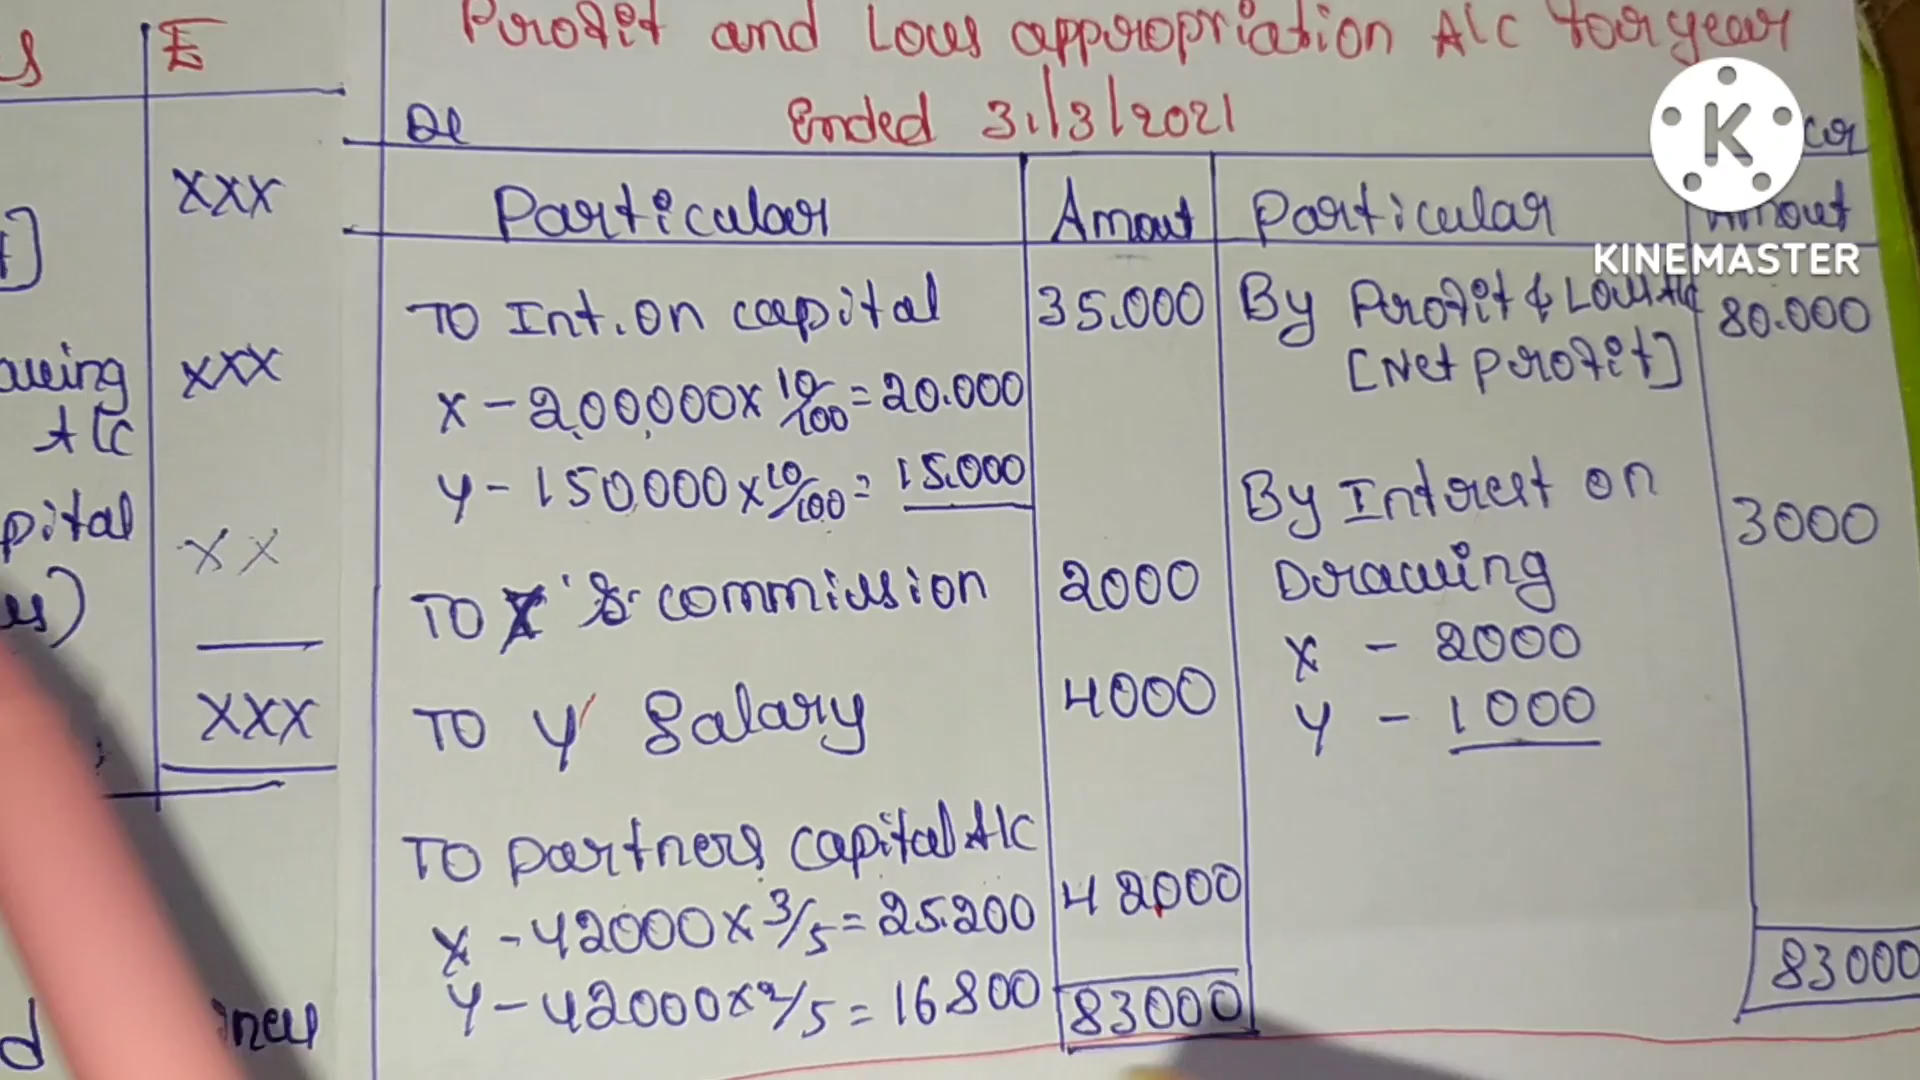 Profit and Loss appropriation A/c for year
Ended 31/3/2021
Dr
Cr
Particular Amout Particular Amout
To Int. on capital 35.000
X - 2,00,000 x 10/100 = 20.000
Y - 150,000 x 10/100 = 15.000
To X's commission 2000
To Y' Salary 4000
To Partners capital A/c
42000
X - 42000 x 3/5 = 25.200
Y - 42000 x 2/5 = 16800
83000
By Profit & Loss A/c 80.000
[Net profit]
By Interest on
3000
Drawing
X - 2000
Y - 1000
83000
£
XXX
XXX
A/c
XX
XXX
K
KINEMASTER